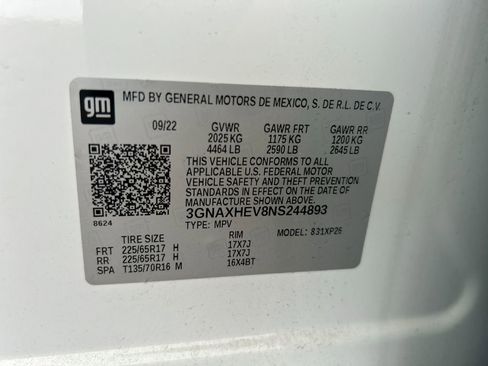 gm
MFD BY GENERAL MOTORS DE MEXICO, S. DE R.L. DE C.V.
09/22 GVWR GAWR FRT GAWR RR
2025 KG 1175 KG 1200 KG
4464 LB 2590 LB 2645 LB
THIS VEHICLE CONFORMS TO ALL
APPLICABLE U.S. FEDERAL MOTOR
VEHICLE SAFETY AND THEFT PREVENTION
STANDARDS IN EFFECT ON THE DATE OF
MANUFACTURE SHOWN ABOVE.
8624
3GNAXHEV8NS244893
TYPE: MPV
TIRE SIZE RIM MODEL: 831XP26
FRT 225/65R17 H 17X7J
RR 225/65R17 H 17X7J
SPA T135/70R16 M 16X4BT